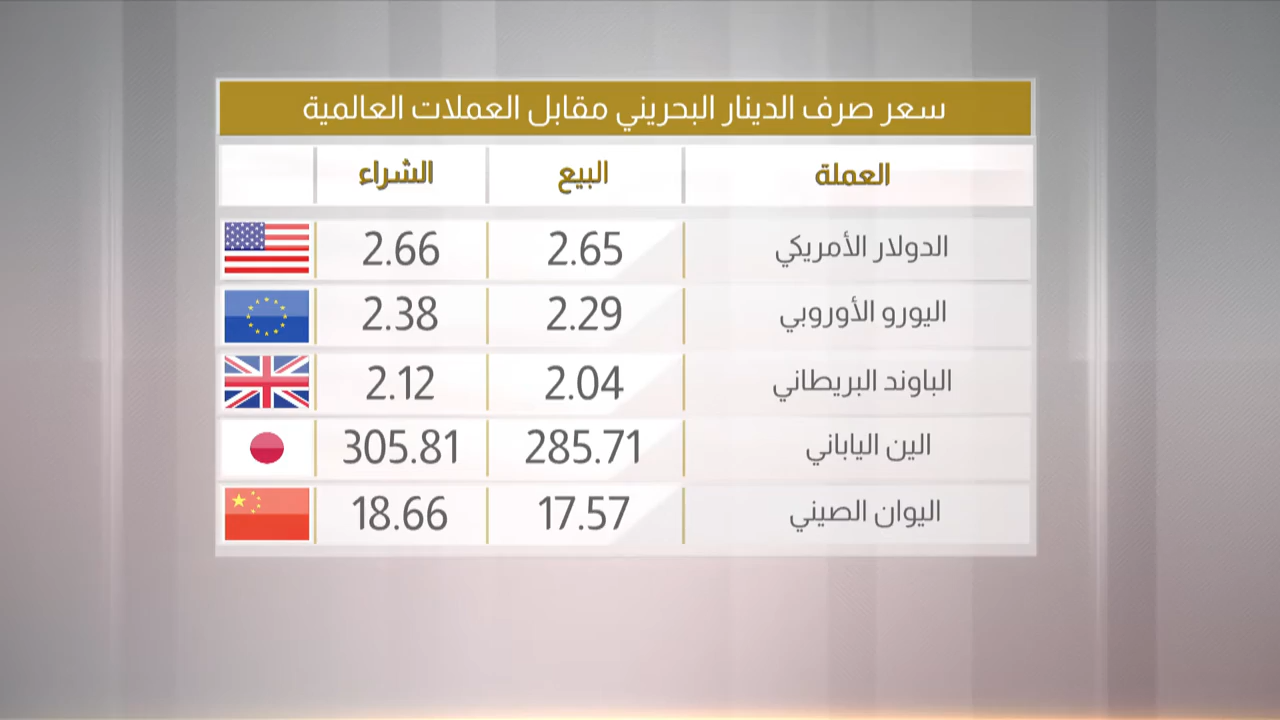 سعر صرف الدينار البحريني مقابل العملات العالمية
العملة البيع الشراء
الدولار الأمريكي 2.65 2.66
اليورو الأوروبي 2.29 2.38
الباوند البريطاني 2.04 2.12
الين الياباني 285.71 305.81
اليوان الصيني 17.57 18.66